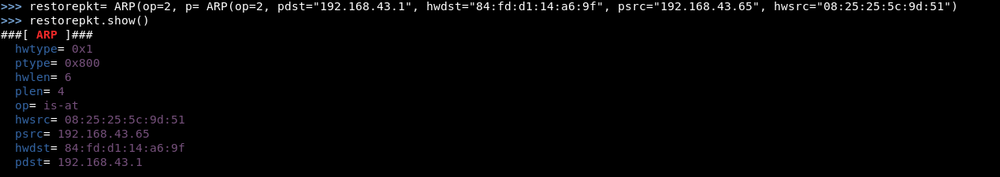 >>> restorepkt= ARP(op=2, p= ARP(op=2, pdst="192.168.43.1", hwdst="84:fd:d1:14:a6:9f", psrc="192.168.43.65", hwsrc="08:25:25:5c:9d:51")
>>> restorepkt.show()
###[ ARP ]###
  hwtype= 0x1
  ptype= 0x800
  hwlen= 6
  plen= 4
  op= is-at
  hwsrc= 08:25:25:5c:9d:51
  psrc= 192.168.43.65
  hwdst= 84:fd:d1:14:a6:9f
  pdst= 192.168.43.1